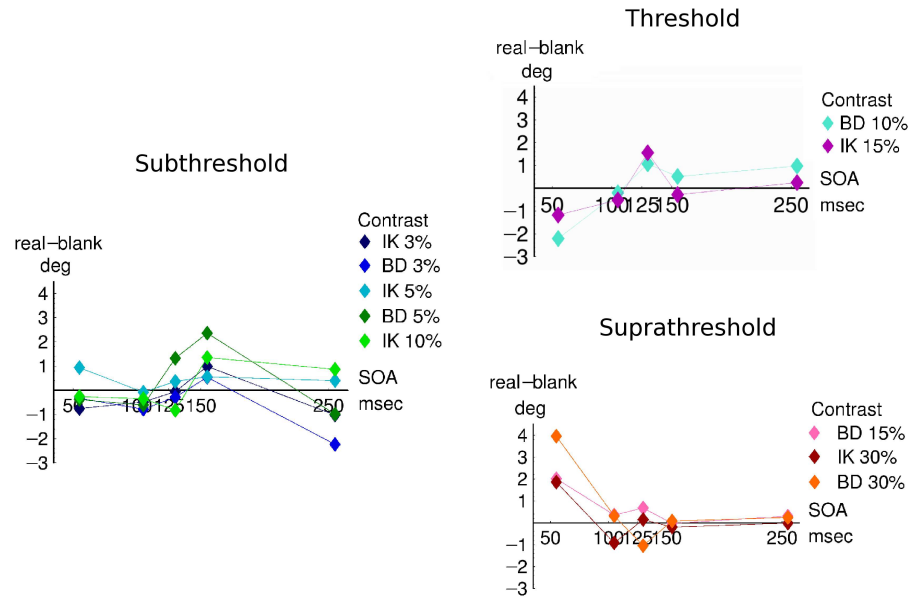 Threshold
real−blank
deg
4
3
2
1
−1
−2
−3
50
100
125
150
250
SOA
msec
Contrast
BD 10%
IK 15%
Subthreshold
real−blank
deg
4
3
2
1
−1
−2
−3
50
100
125
150
250
SOA
msec
Contrast
IK 3%
BD 3%
IK 5%
BD 5%
IK 10%
Suprathreshold
real−blank
deg
4
3
2
1
−1
−2
−3
50
100
125
150
250
SOA
msec
Contrast
BD 15%
IK 30%
BD 30%